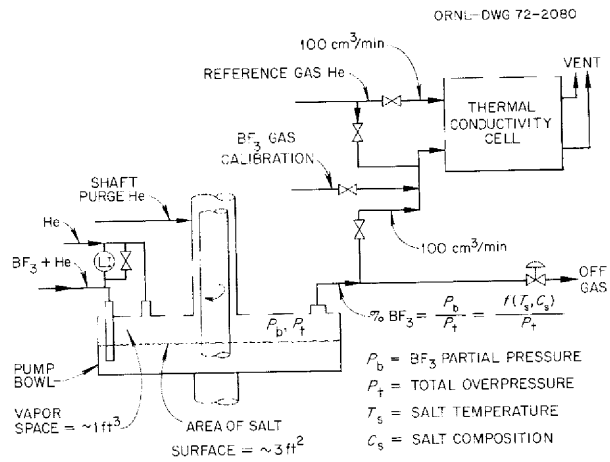 ORNL-DWG 72-2080
100 cm³/min
REFERENCE GAS He
VENT
THERMAL
CONDUCTIVITY
CELL
BF₃ GAS
CALIBRATION
SHAFT
PURGE He
He
BF₃ + He
LI
100 cm³/min
OFF
GAS
% BF₃ = P_b / P_t = f(T_s, C_s) / P_t
P_b, P_t
PUMP
BOWL
VAPOR
SPACE = ~1 ft³
AREA OF SALT
SURFACE = ~3 ft²
P_b = BF₃ PARTIAL PRESSURE
P_t = TOTAL OVERPRESSURE
T_s = SALT TEMPERATURE
C_s = SALT COMPOSITION